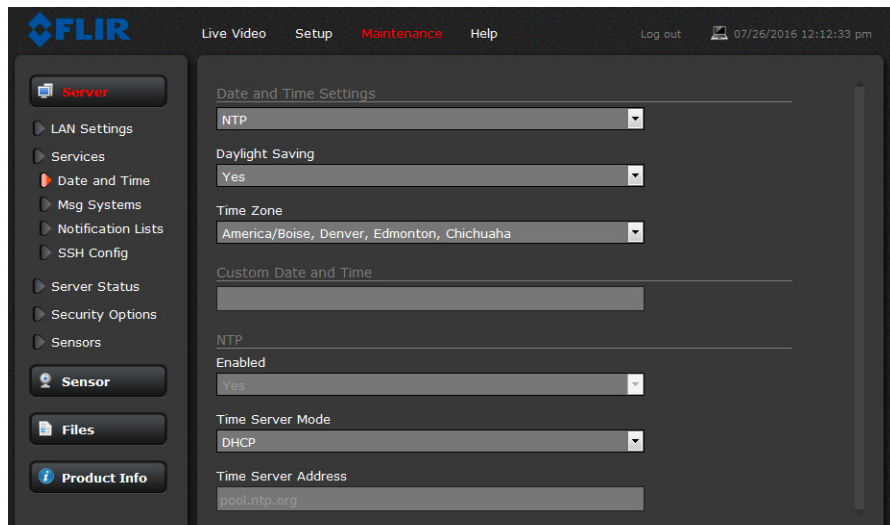 FLIR
Live Video Setup Maintenance Help Log out 07/26/2016 12:12:33 pm
Server
LAN Settings
Services
Date and Time
Msg Systems
Notification Lists
SSH Config
Server Status
Security Options
Sensors
Sensor
Files
Product Info
Date and Time Settings
NTP
Daylight Saving
Yes
Time Zone
America/Boise, Denver, Edmonton, Chichuaha
Custom Date and Time
NTP
Enabled
Yes
Time Server Mode
DHCP
Time Server Address
pool.ntp.org